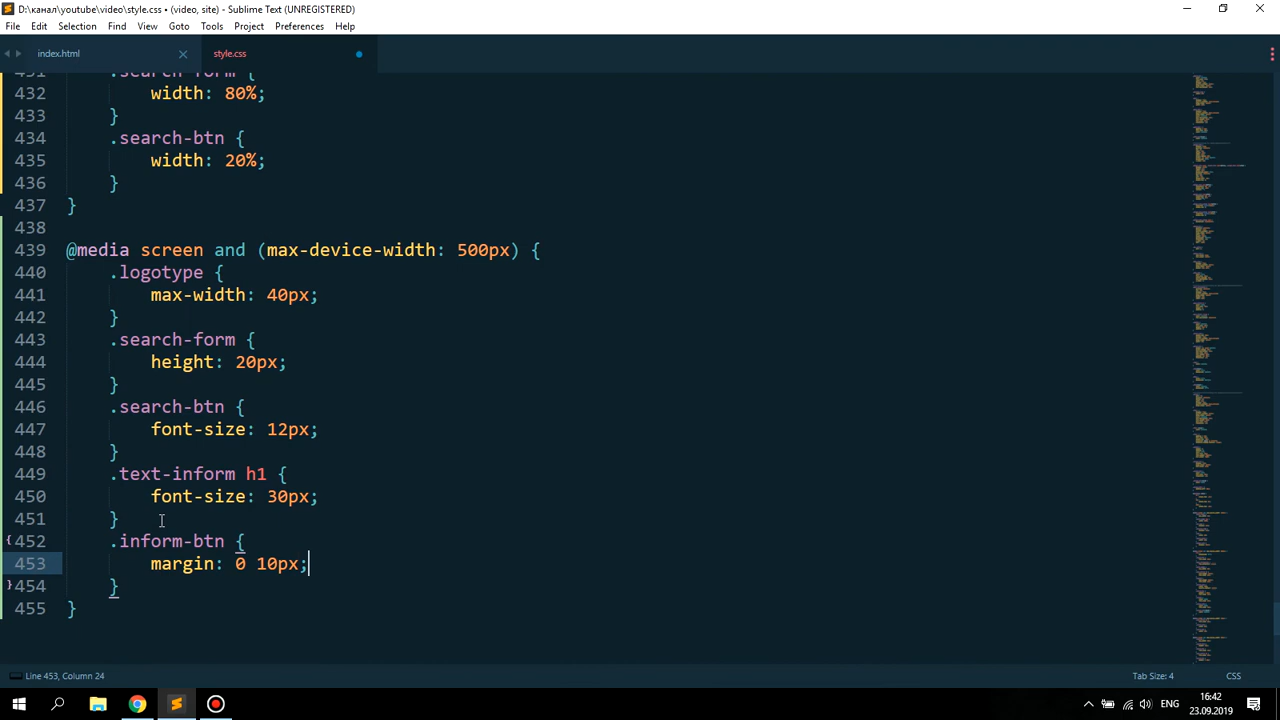 D:\канал\youtube\video\style.css • (video, site) - Sublime Text (UNREGISTERED)
File Edit Selection Find View Goto Tools Project Preferences Help
index.html style.css
431 .search-form {
432 width: 80%;
433 }
434 .search-btn {
435 width: 20%;
436 }
437 }
438
439 @media screen and (max-device-width: 500px) {
440 .logotype {
441 max-width: 40px;
442 }
443 .search-form {
444 height: 20px;
445 }
446 .search-btn {
447 font-size: 12px;
448 }
449 .text-inform h1 {
450 font-size: 30px;
451 }
452 .inform-btn {
453 margin: 0 10px;
454 }
455 }
Line 453, Column 24 Tab Size: 4 CSS
ENG 16:42
23.09.2019